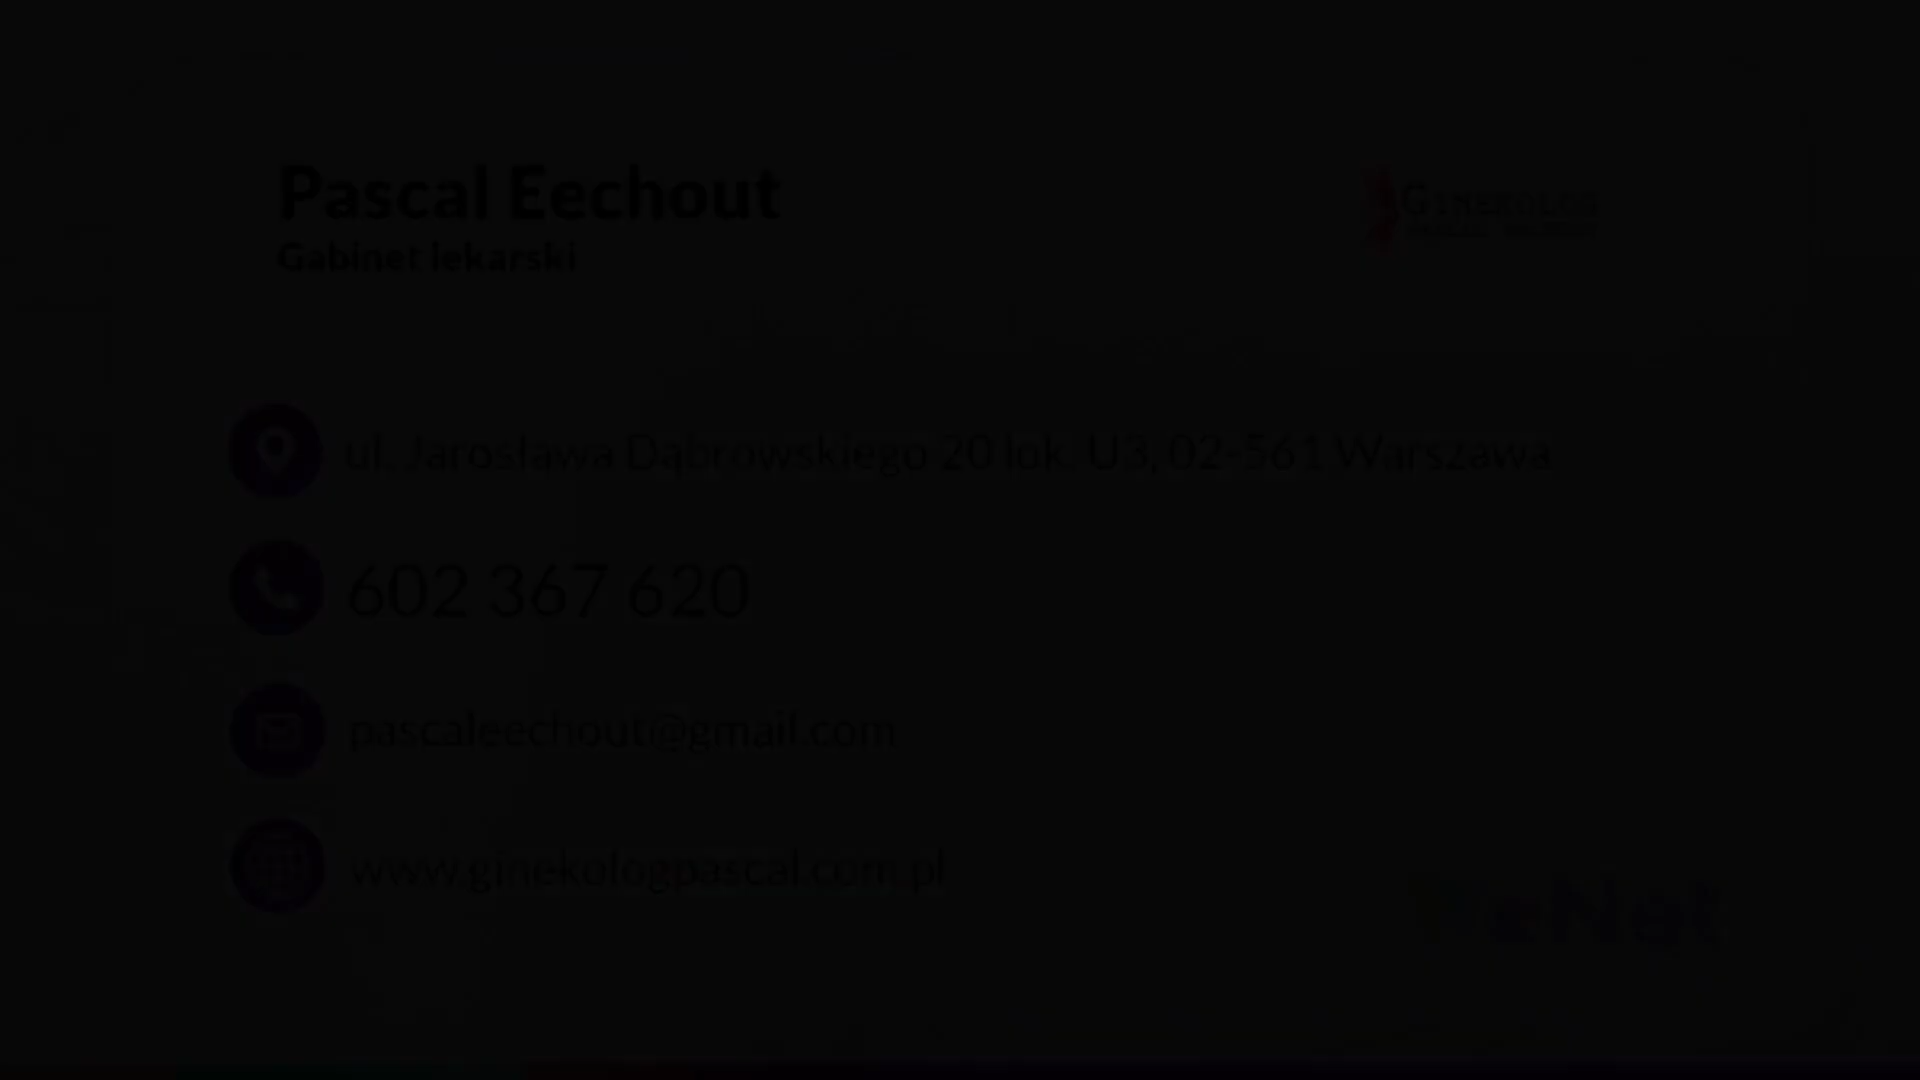 Pascal Eechout
Gabinet lekarski
GINEKOLOG
ul. Jarosława Dąbrowskiego 20 lok. U3, 02-561 Warszawa
602 367 620
pascaleechout@gmail.com
www.ginekologpascal.com.pl